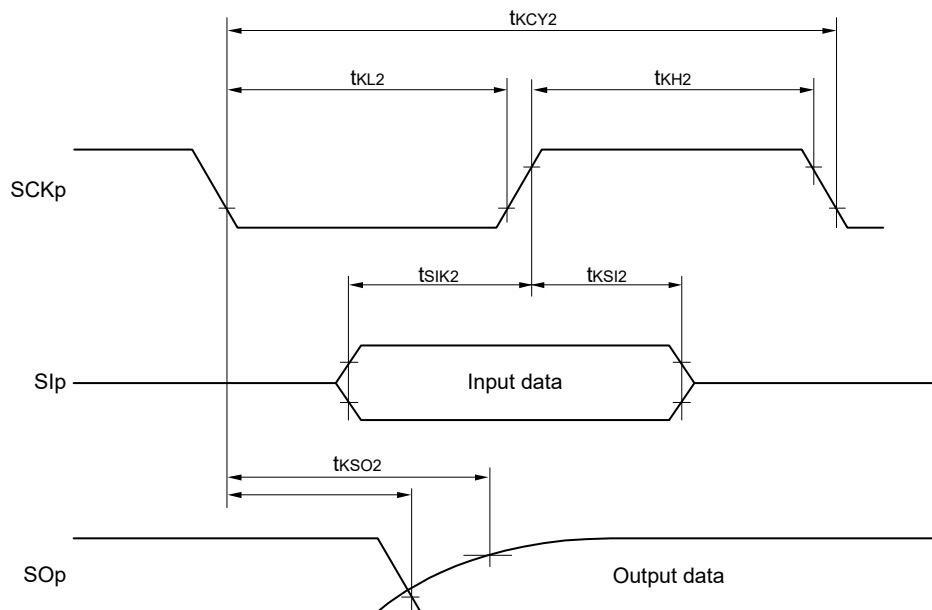 tKCY2
tKL2
tKH2
SCKp
tSIK2
tKSI2
SIp
Input data
tKSO2
SOp
Output data